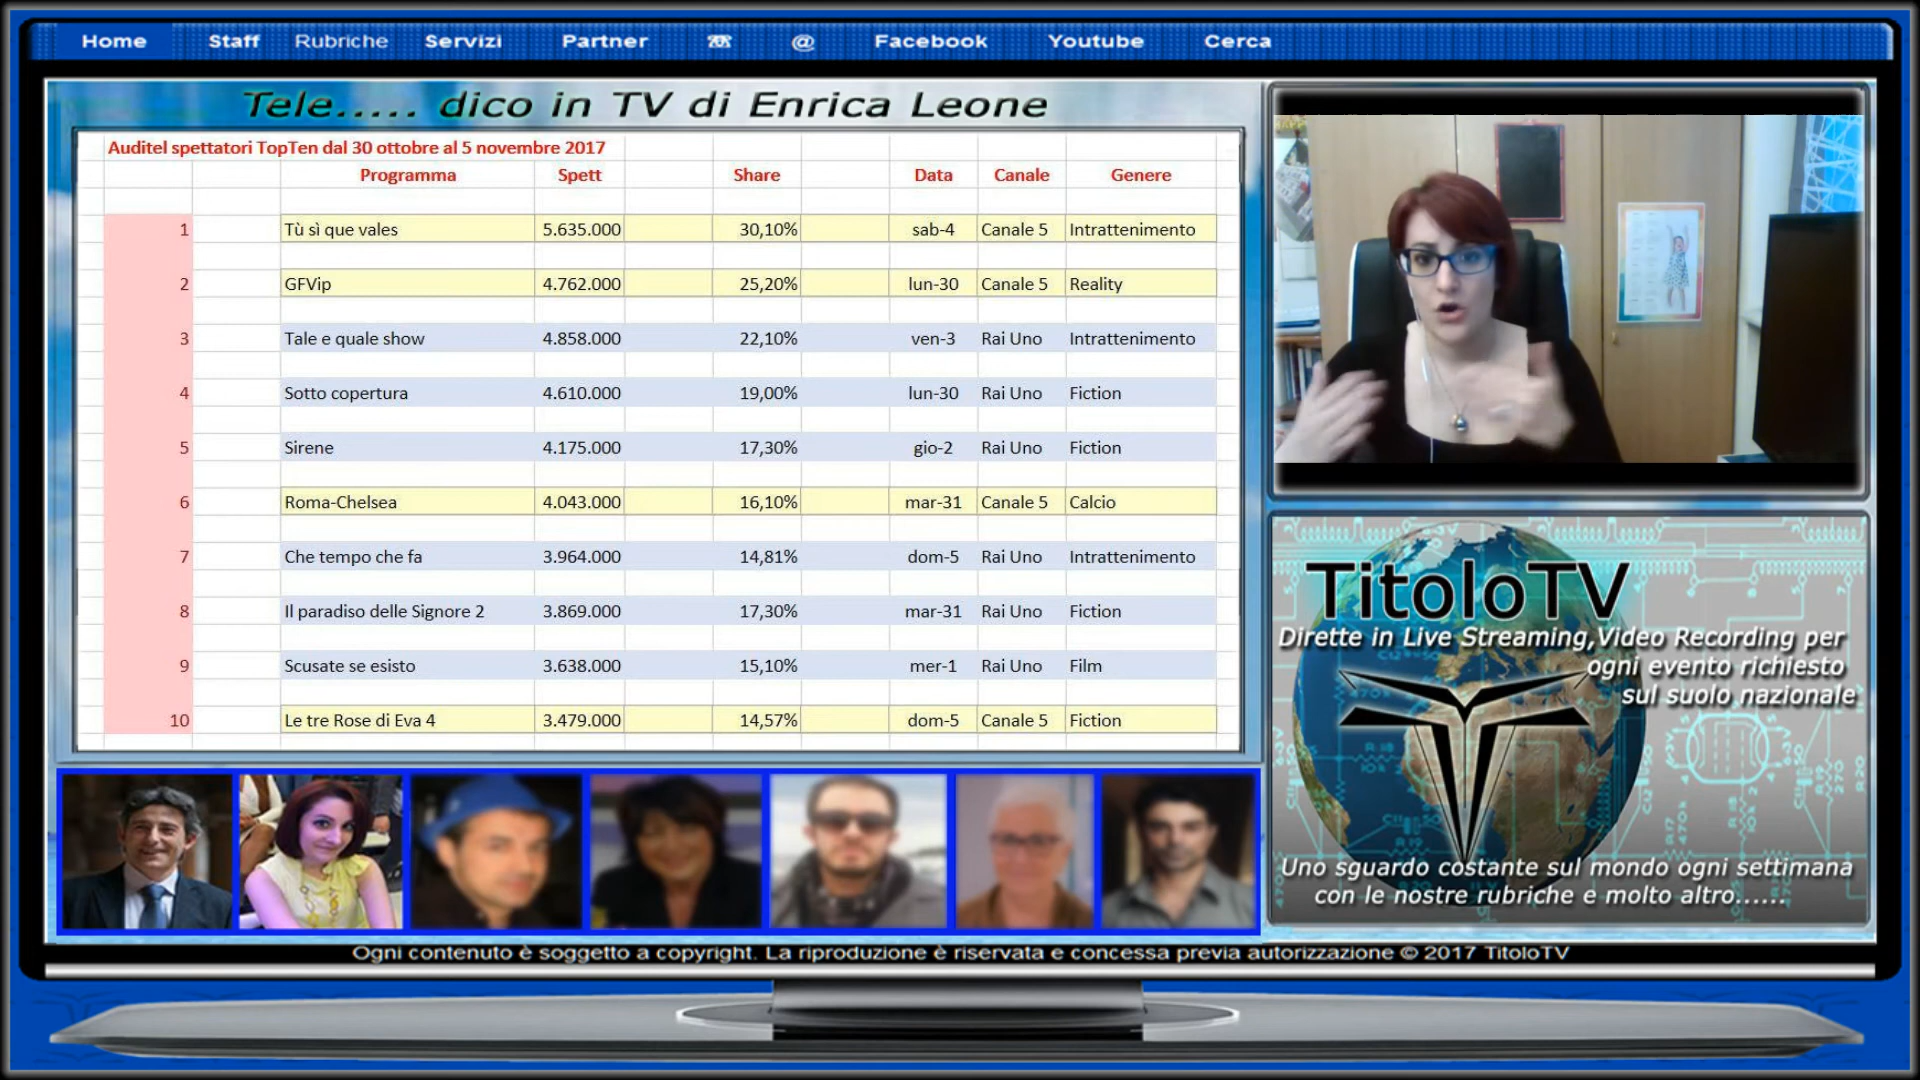 Home Staff Rubriche Servizi Partner @ Facebook Youtube Cerca
Tele..... dico in TV di Enrica Leone
Auditel spettatori TopTen dal 30 ottobre al 5 novembre 2017
Programma Spett Share Data Canale Genere
1 Tù sì que vales 5.635.000 30,10% sab-4 Canale 5 Intrattenimento
2 GFVip 4.762.000 25,20% lun-30 Canale 5 Reality
3 Tale e quale show 4.858.000 22,10% ven-3 Rai Uno Intrattenimento
4 Sotto copertura 4.610.000 19,00% lun-30 Rai Uno Fiction
5 Sirene 4.175.000 17,30% gio-2 Rai Uno Fiction
6 Roma-Chelsea 4.043.000 16,10% mar-31 Canale 5 Calcio
7 Che tempo che fa 3.964.000 14,81% dom-5 Rai Uno Intrattenimento
8 Il paradiso delle Signore 2 3.869.000 17,30% mar-31 Rai Uno Fiction
9 Scusate se esisto 3.638.000 15,10% mer-1 Rai Uno Film
10 Le tre Rose di Eva 4 3.479.000 14,57% dom-5 Canale 5 Fiction
TitoloTV
Dirette in Live Streaming,Video Recording per
ogni evento richiesto
sul suolo nazionale
Uno sguardo costante sul mondo ogni settimana
con le nostre rubriche e molto altro......
Ogni contenuto è soggetto a copyright. La riproduzione è riservata e concessa previa autorizzazione © 2017 TitoloTV